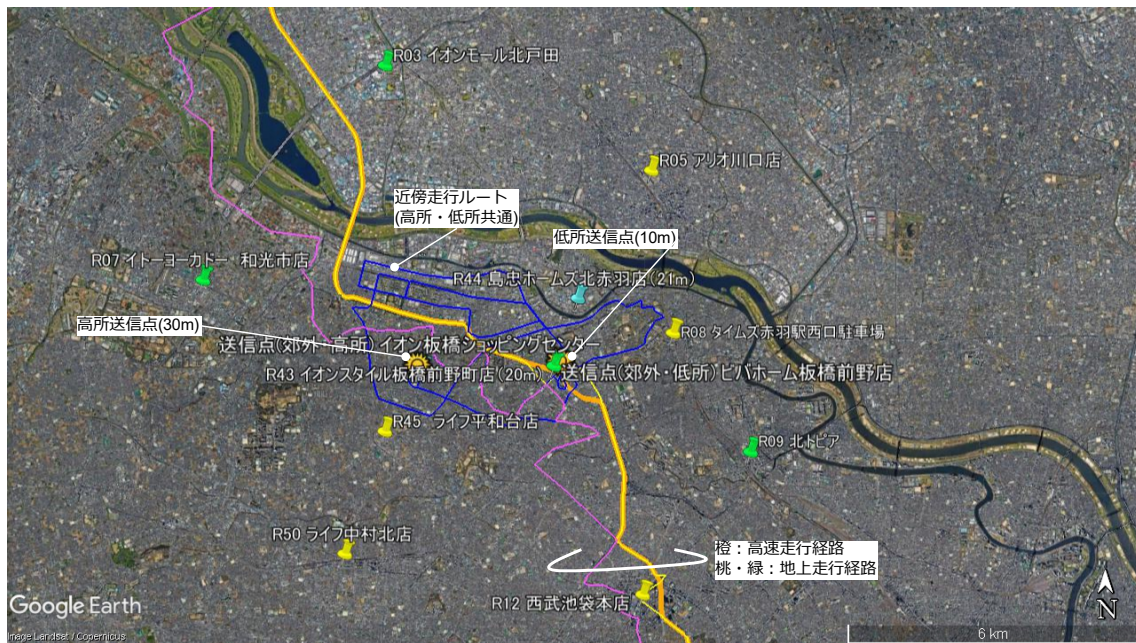 R03 イオンモール北戸田
R05 アリオ川口店
近傍走行ルート
(高所・低所共通)
低所送信点(10m)
R07 イトーヨーカドー 和光市店
R44 島忠ホームズ北赤羽店(21m)
高所送信点(30m)
R08 タイムズ赤羽駅西口駐車場
送信点(郊外・高所)イオン板橋ショッピングセンター
R43 イオンスタイル板橋前野町店(20m)
送信点(郊外・低所)ビバホーム板橋前野店
R45 ライフ平和台店
R09 北トピア
R50 ライフ中村北店
橙：高速走行経路
桃・緑：地上走行経路
R12 西武池袋本店
Google Earth
N
Image Landsat / Copernicus
6 km